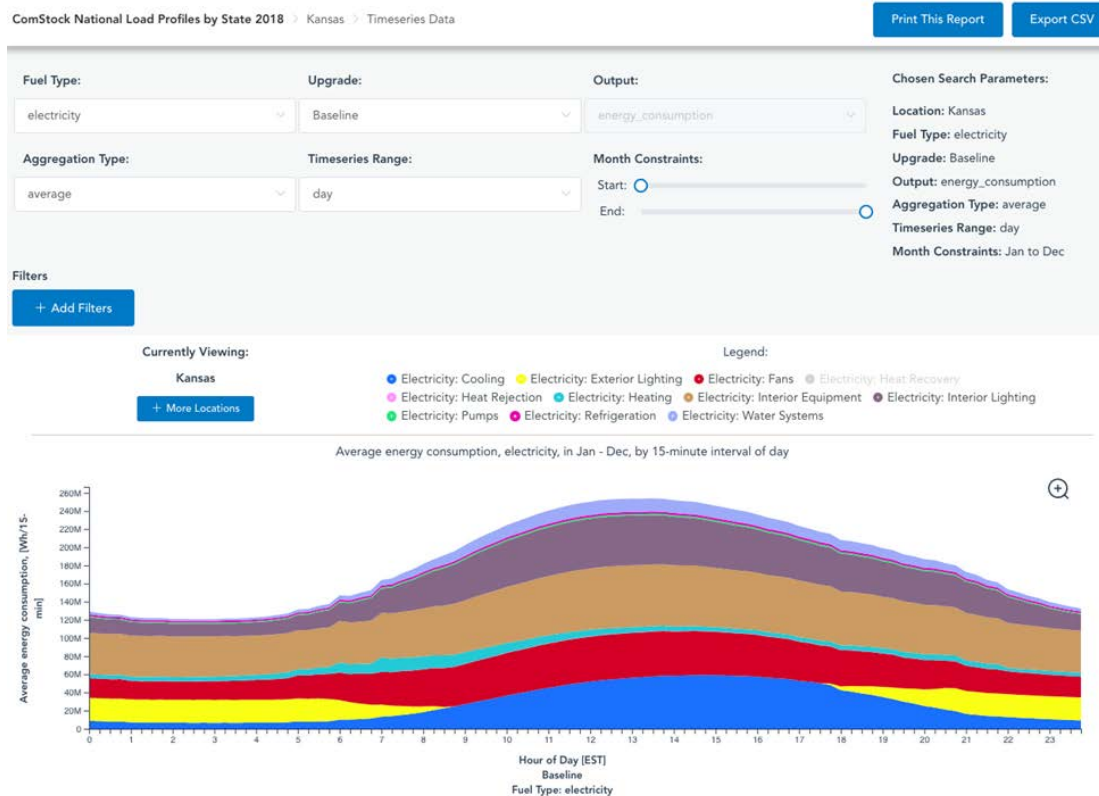 ComStock National Load Profiles by State 2018 > Kansas > Timeseries Data
Print This Report
Export CSV
Fuel Type:
Upgrade:
Output:
electricity
Baseline
energy_consumption
Aggregation Type:
Timeseries Range:
Month Constraints:
average
day
Start:
End:
Chosen Search Parameters:
Location: Kansas
Fuel Type: electricity
Upgrade: Baseline
Output: energy_consumption
Aggregation Type: average
Timeseries Range: day
Month Constraints: Jan to Dec
Filters
+ Add Filters
Currently Viewing:
Kansas
+ More Locations
Legend:
Electricity: Cooling Electricity: Exterior Lighting Electricity: Fans Electricity: Heat Recovery
Electricity: Heat Rejection Electricity: Heating Electricity: Interior Equipment Electricity: Interior Lighting
Electricity: Pumps Electricity: Refrigeration Electricity: Water Systems
Average energy consumption, electricity, in Jan - Dec, by 15-minute interval of day
Average energy consumption, [Wh/15-
min]
260M
240M
220M
200M
180M
160M
140M
120M
100M
80M
60M
40M
20M
0
0 1 2 3 4 5 6 7 8 9 10 11 12 13 14 15 16 17 18 19 20 21 22 23
Hour of Day [EST]
Baseline
Fuel Type: electricity